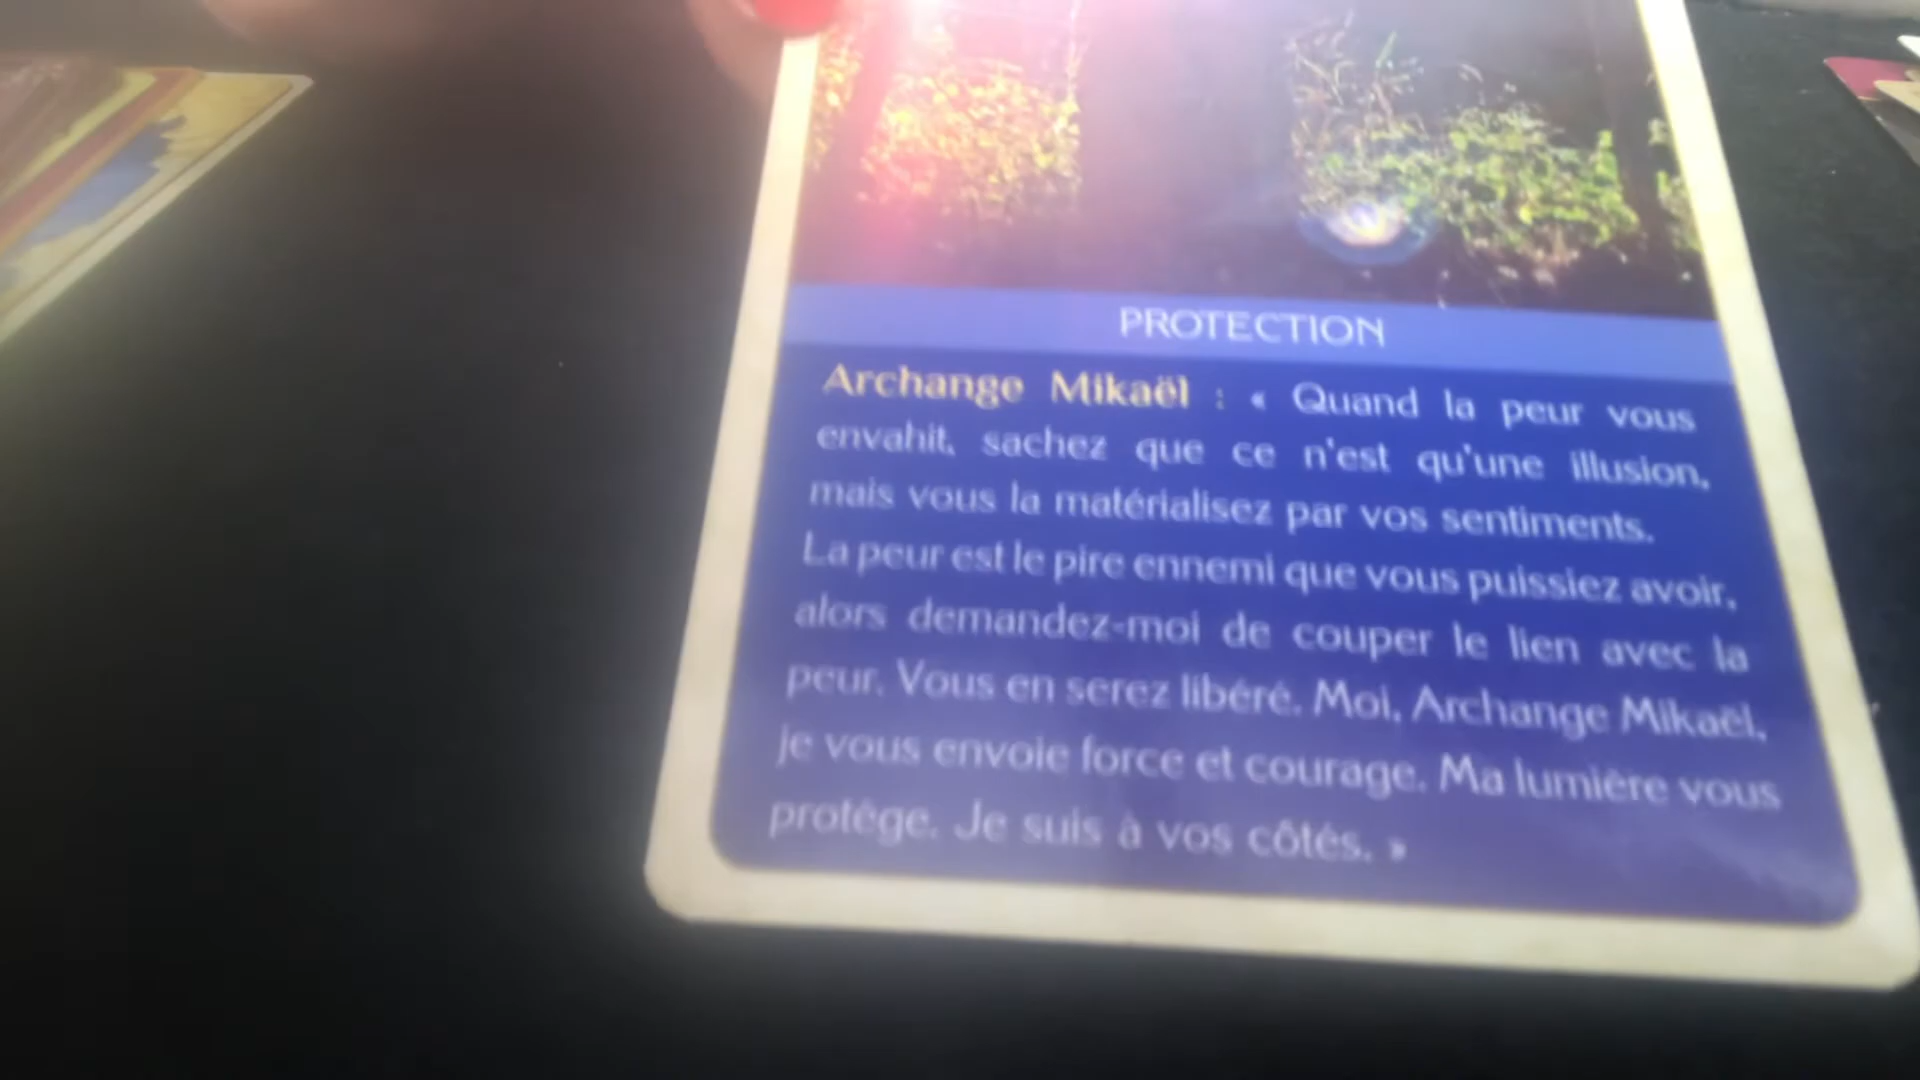 PROTECTION
Archange Mikaël : « Quand la peur vous
envahit, sachez que ce n'est qu'une illusion,
mais vous la matérialisez par vos sentiments.
La peur est le pire ennemi que vous puissiez avoir,
alors demandez-moi de couper le lien avec la
peur. Vous en serez libéré. Moi, Archange Mikaël,
je vous envoie force et courage. Ma lumière vous
protège. Je suis à vos côtés. »